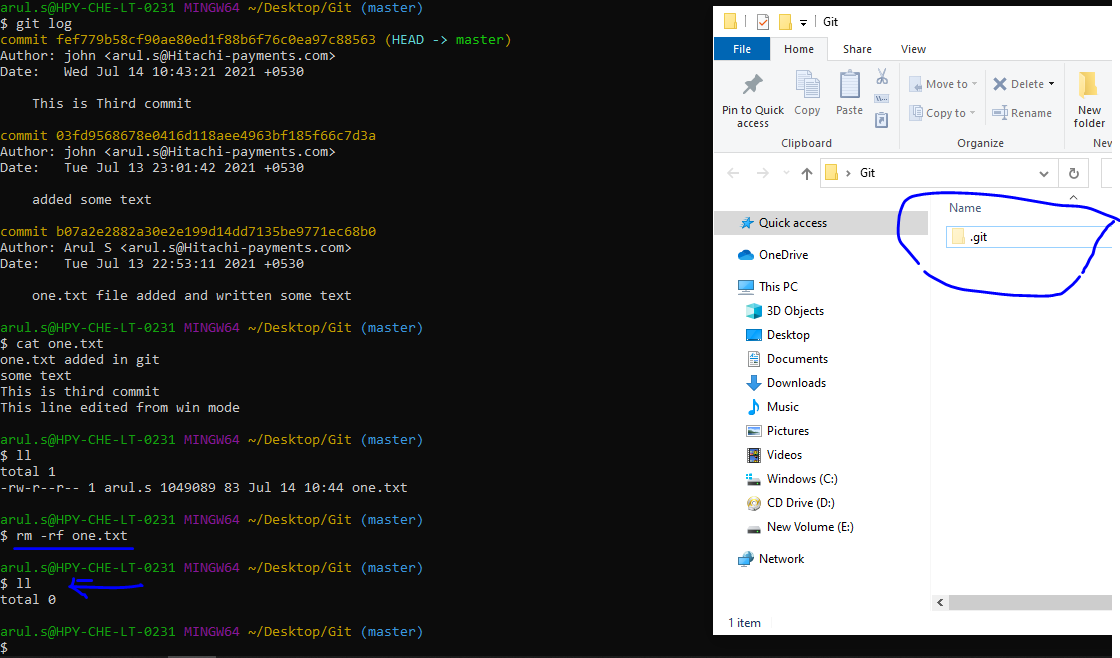 arul.s@HPY-CHE-LT-0231 MINGW64 ~/Desktop/Git (master)
$ git log
commit fef779b58cf90ae80ed1f88b6f76c0ea97c88563 (HEAD -> master)
Author: john <arul.s@Hitachi-payments.com>
Date:   Wed Jul 14 10:43:21 2021 +0530
    This is Third commit
commit 03fd9568678e0416d118aee4963bf185f66c7d3a
Author: john <arul.s@Hitachi-payments.com>
Date:   Tue Jul 13 23:01:42 2021 +0530
    added some text
commit b07a2e2882a30e2e199d14dd7135be9771ec68b0
Author: Arul S <arul.s@Hitachi-payments.com>
Date:   Tue Jul 13 22:53:11 2021 +0530
    one.txt file added and written some text
arul.s@HPY-CHE-LT-0231 MINGW64 ~/Desktop/Git (master)
$ cat one.txt
one.txt added in git
some text
This is third commit
This line edited from win mode
arul.s@HPY-CHE-LT-0231 MINGW64 ~/Desktop/Git (master)
$ ll
total 1
-rw-r--r-- 1 arul.s 1049089 83 Jul 14 10:44 one.txt
arul.s@HPY-CHE-LT-0231 MINGW64 ~/Desktop/Git (master)
$ rm -rf one.txt
arul.s@HPY-CHE-LT-0231 MINGW64 ~/Desktop/Git (master)
$ ll
total 0
arul.s@HPY-CHE-LT-0231 MINGW64 ~/Desktop/Git (master)
$
Git
File Home Share View
Pin to Quick access
Copy
Paste
Move to
Copy to
Delete
Rename
New folder
Clipboard
Organize
New
Git
Name
.git
Quick access
OneDrive
This PC
3D Objects
Desktop
Documents
Downloads
Music
Pictures
Videos
Windows (C:)
CD Drive (D:)
New Volume (E:)
Network
1 item